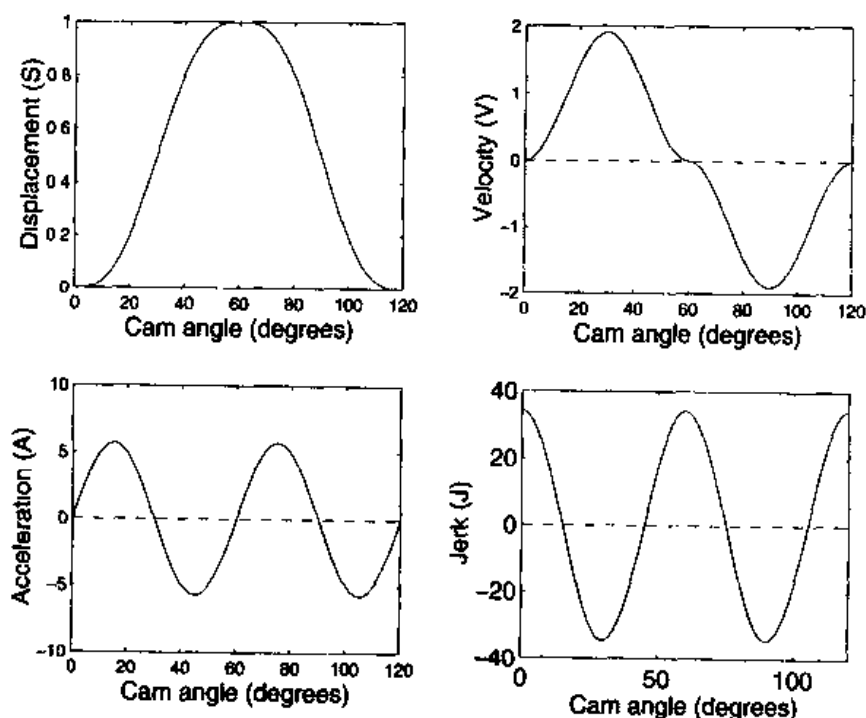 1
0 8
0 6
0 4
0 2
0
Displacement (S)
0 20 40 60 80 100 120
Cam angle (degrees)
2
1
0
-1
-2
Velocity (V)
0 20 40 60 80 100 120
Cam angle (degrees)
10
5
0
-5
-10
Acceleration (A)
0 20 40 60 80 100 120
Cam angle (degrees)
40
20
0
-20
-40
Jerk (J)
0 50 100
Cam angle (degrees)